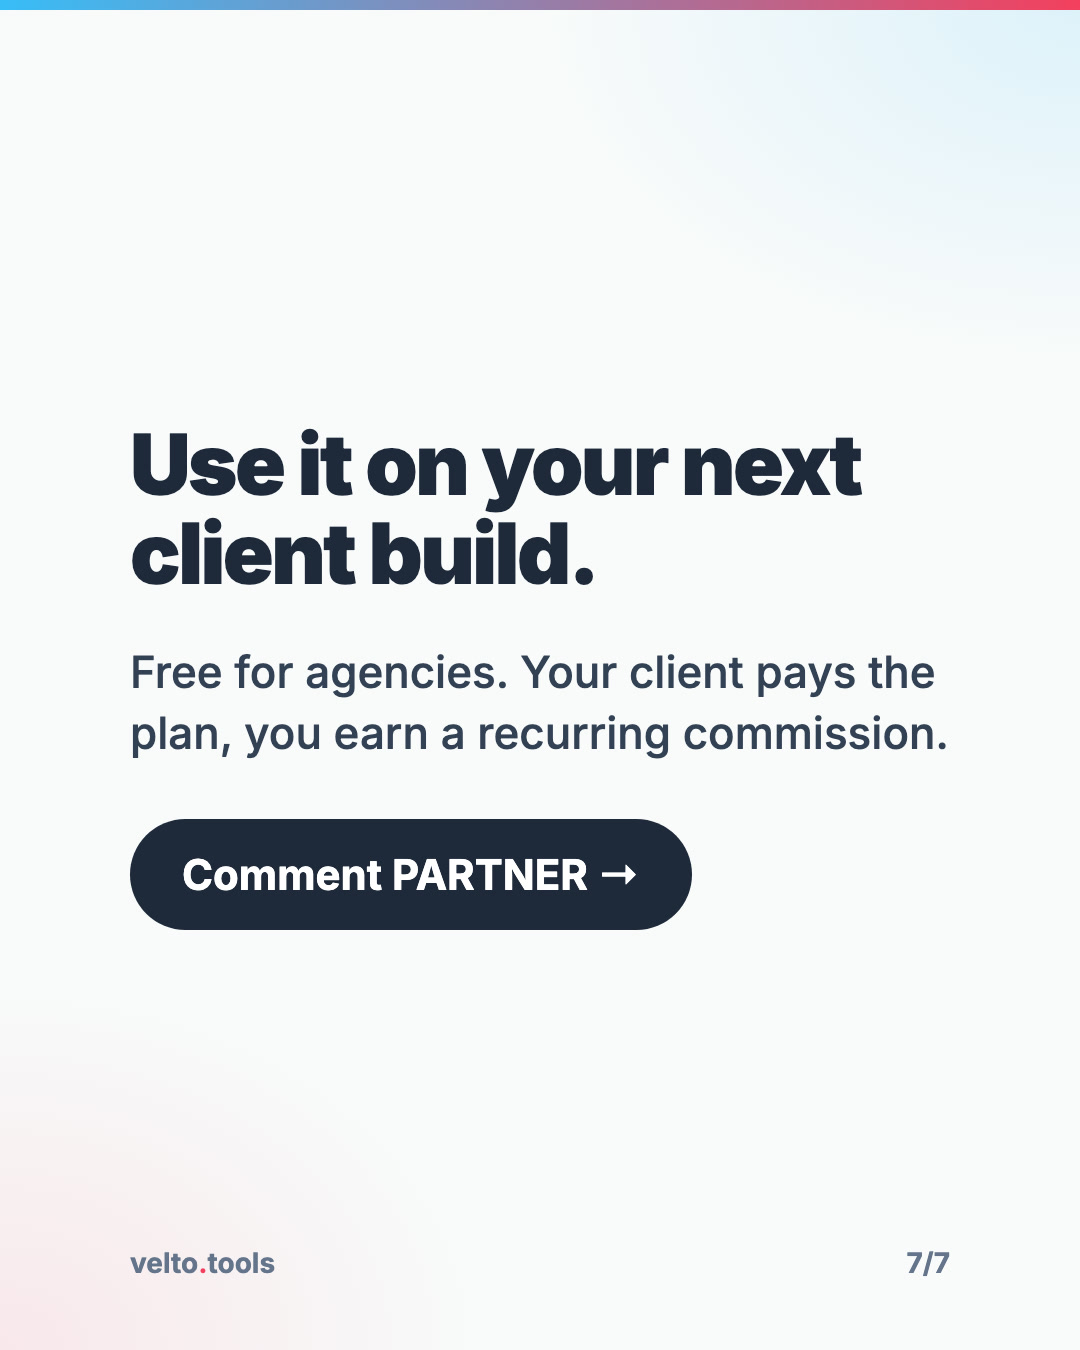 Use it on your next
client build.
Free for agencies. Your client pays the
plan, you earn a recurring commission.
Comment PARTNER →
velto.tools
7/7